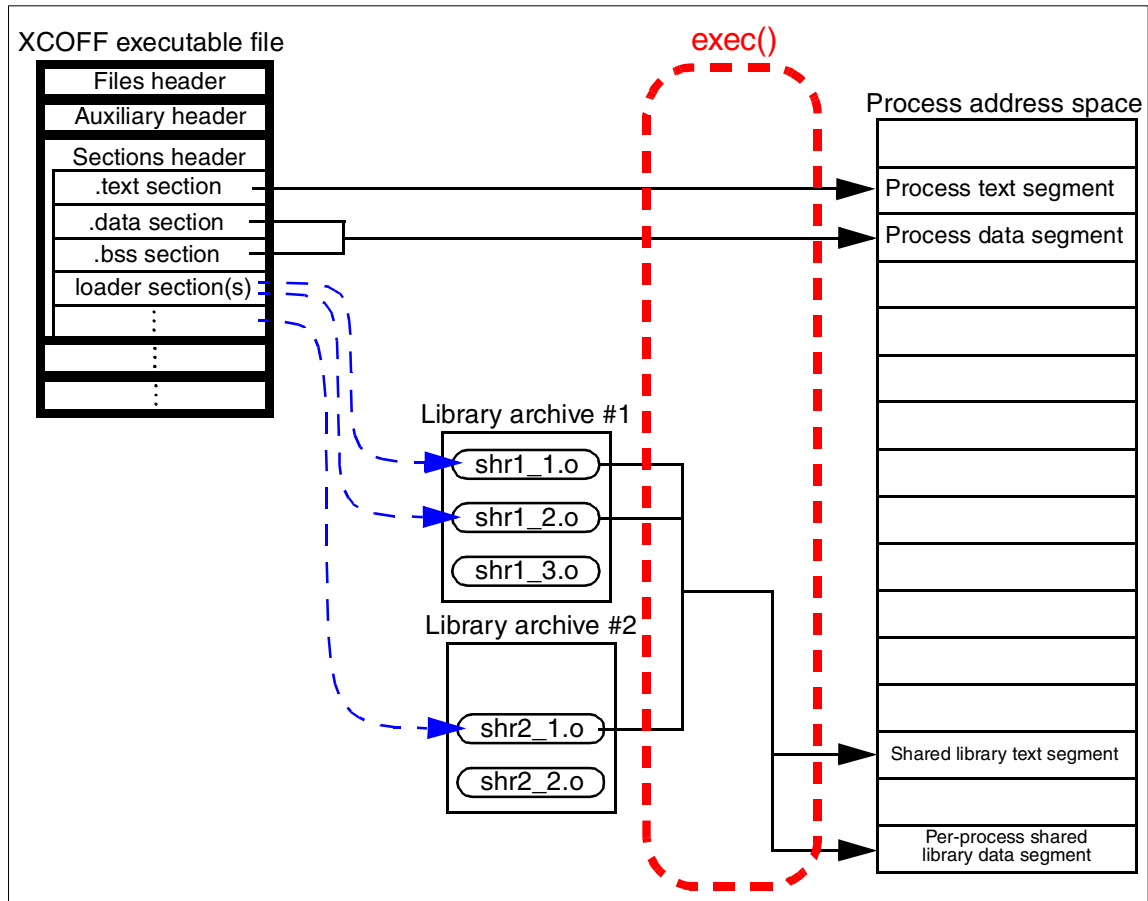 XCOFF executable file
Files header
Auxiliary header
Sections header
.text section
.data section
.bss section
loader section(s)
exec()
Library archive #1
shr1_1.o
shr1_2.o
shr1_3.o
Library archive #2
shr2_1.o
shr2_2.o
Process address space
Process text segment
Process data segment
Shared library text segment
Per-process shared
library data segment